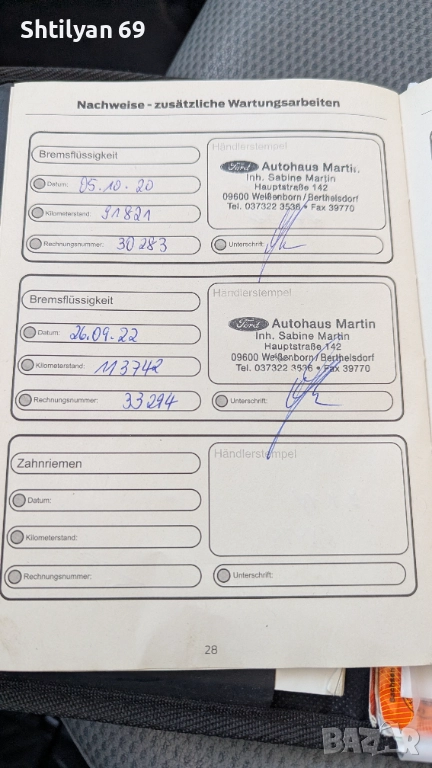 Shtilyan 69
Nachweise - zusätzliche Wartungsarbeiten
Bremsflüssigkeit
Datum: 05.10.20
Kilometerstand: 91821
Rechnungsnummer: 30283
Händlerstempel
Ford Autohaus Martin
Inh. Sabine Martin
Hauptstraße 142
09600 Weißenborn/Berthelsdorf
Tel. 037322 3536 • Fax 39770
Unterschrift:
Bremsflüssigkeit
Datum: 26.09.22
Kilometerstand: 113742
Rechnungsnummer: 33294
Händlerstempel
Ford Autohaus Martin
Inh. Sabine Martin
Hauptstraße 142
09600 Weißenborn/Berthelsdorf
Tel. 037322 3536 • Fax 39770
Unterschrift:
Zahnriemen
Datum:
Kilometerstand:
Rechnungsnummer:
Händlerstempel
Unterschrift:
28
BAZAR